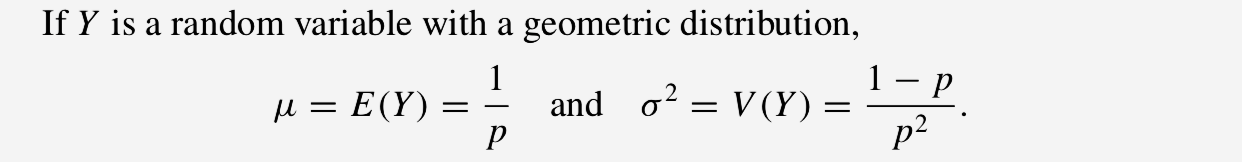 If Y is a random variable with a geometric distribution,
μ = E(Y) = 1/p and σ² = V(Y) = (1 − p)/p².